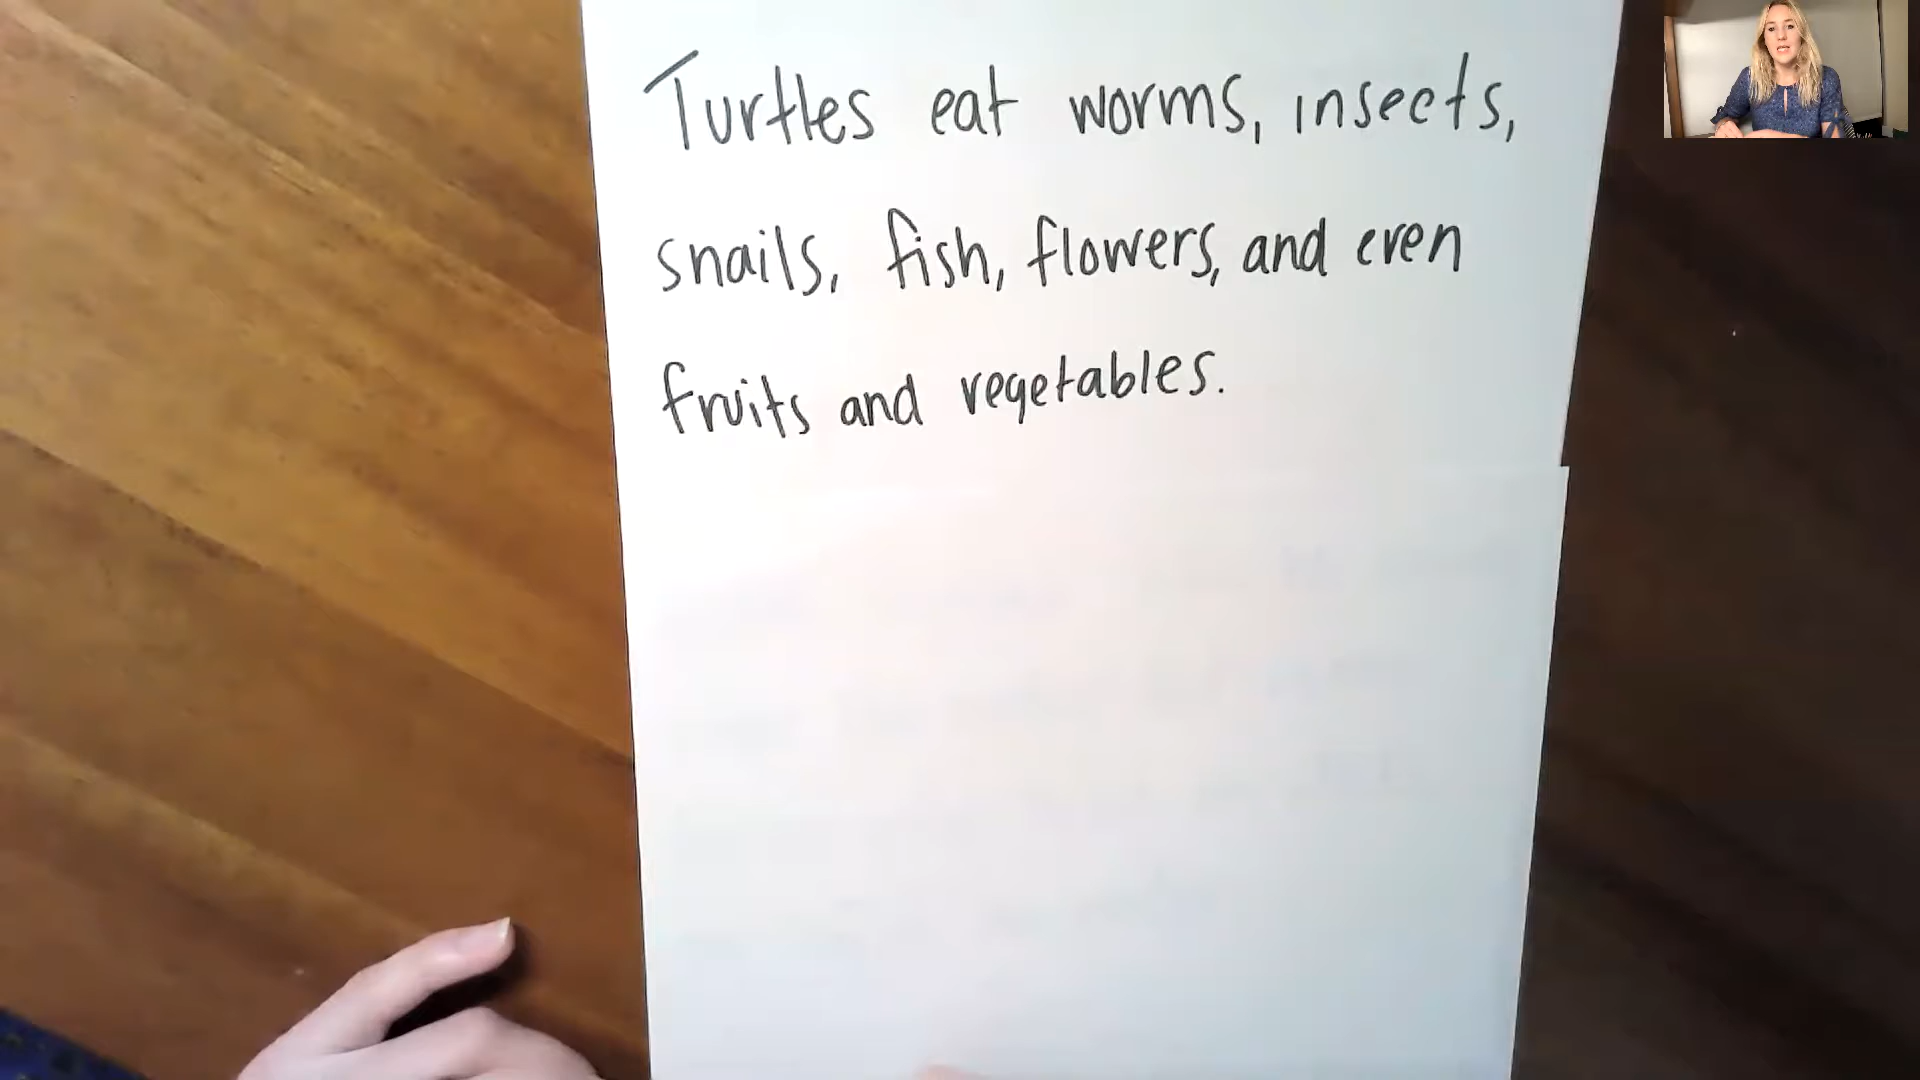 Turtles eat worms, insects,
snails, fish, flowers, and even
fruits and vegetables.